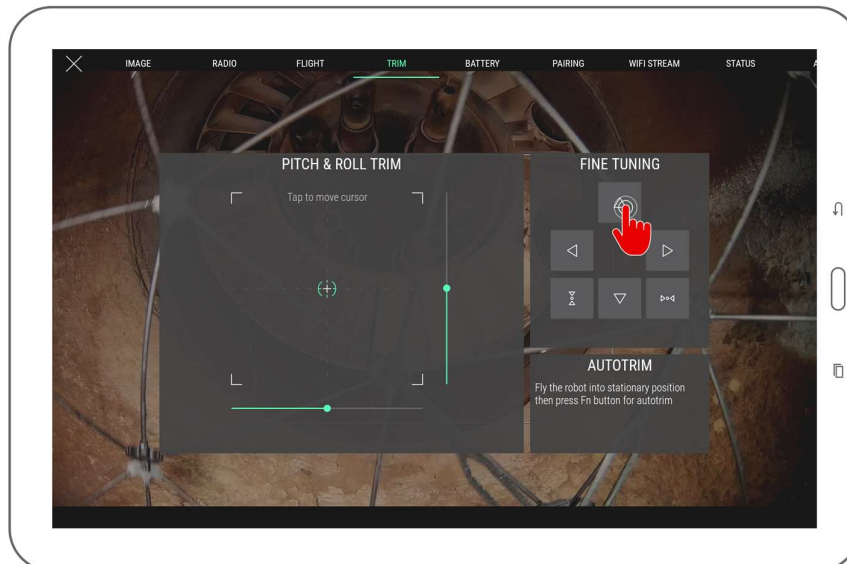 IMAGE RADIO FLIGHT TRIM BATTERY PAIRING WIFI STREAM STATUS
PITCH & ROLL TRIM
Tap to move cursor
FINE TUNING
AUTOTRIM
Fly the robot into stationary position
then press Fn button for autotrim